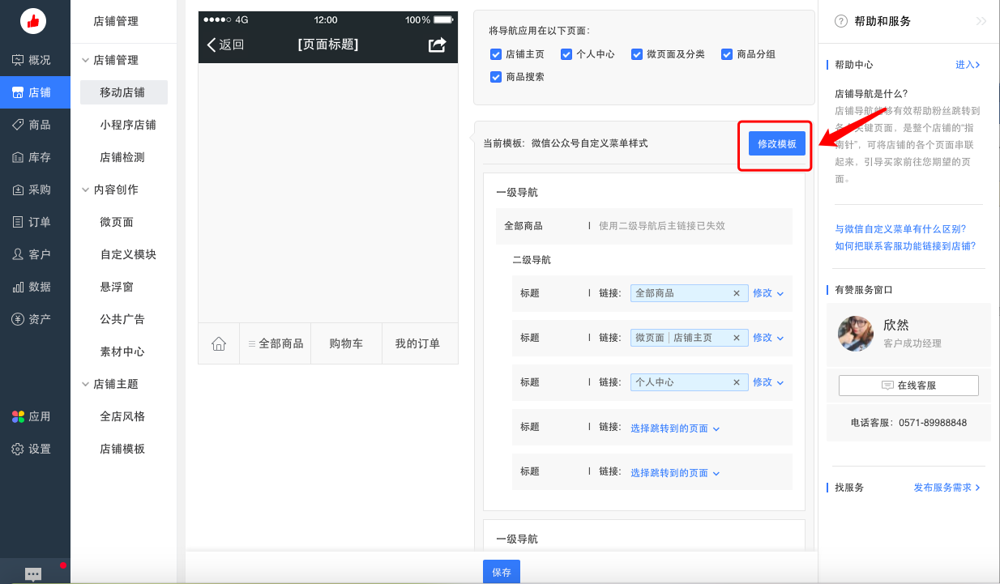 概况
店铺
商品
库存
采购
订单
客户
数据
资产
应用
设置
店铺管理
店铺管理
移动店铺
小程序店铺
店铺检测
内容创作
微页面
自定义模块
悬浮窗
公共广告
素材中心
店铺主题
全店风格
店铺模板
4G 12:00 100%
返回 [页面标题]
全部商品 购物车 我的订单
将导航应用在以下页面：
店铺主页 个人中心 微页面及分类 商品分组
商品搜索
当前模板：微信公众号自定义菜单样式 修改模板
一级导航
全部商品 | 使用二级导航后主链接已失效
二级导航
标题 | 链接： 全部商品 × 修改
标题 | 链接： 微页面 | 店铺主页 × 修改
标题 | 链接： 个人中心 × 修改
标题 | 链接： 选择跳转到的页面
标题 | 链接： 选择跳转到的页面
一级导航
保存
? 帮助和服务
帮助中心 进入
店铺导航是什么?
店铺导航能够有效帮助粉丝跳转到
各个关键页面，是整个店铺的“指
南针”，可将店铺的各个页面串联
起来，引导买家前往您期望的页
面。
与微信自定义菜单有什么区别?
如何把联系客服功能链接到店铺?
有赞服务窗口
欣然
客户成功经理
在线客服
电话客服：0571-89988848
找服务 发布服务需求